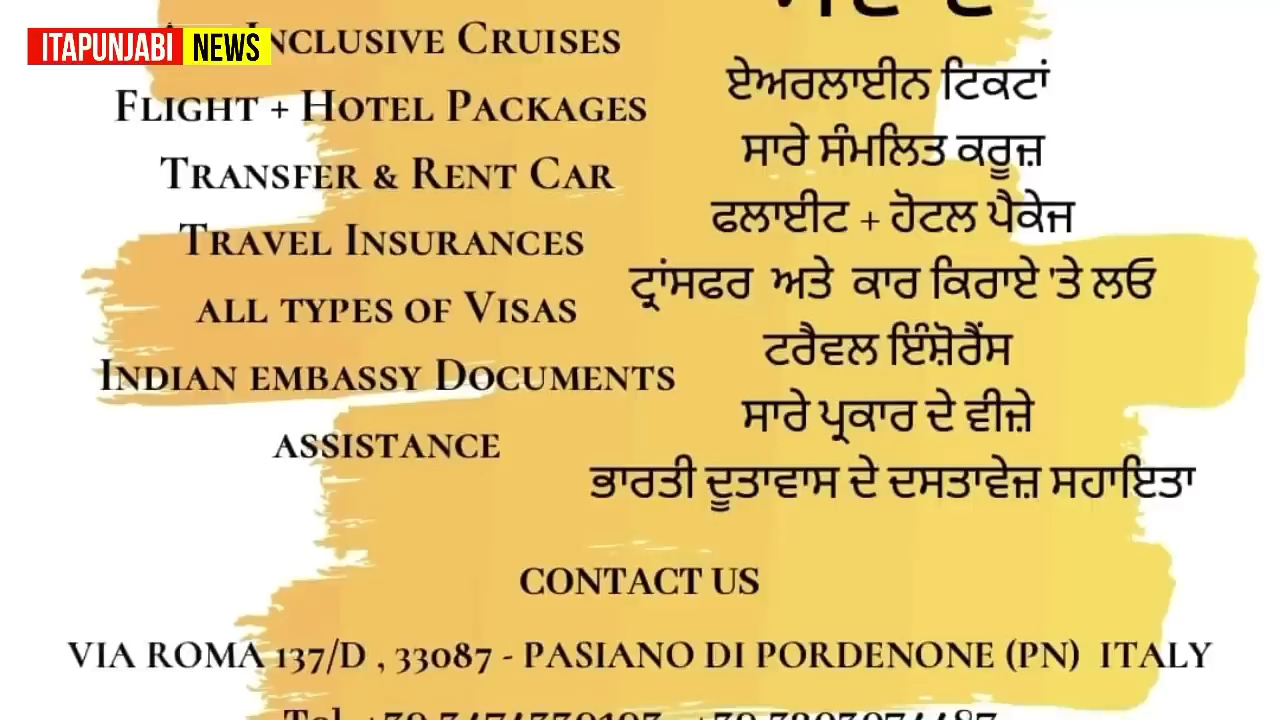 ITAPUNJABI NEWS
Inclusive Cruises
Flight + Hotel Packages
Transfer & Rent Car
Travel Insurances
all types of Visas
Indian embassy Documents
assistance
ਏਅਰਲਾਈਨ ਟਿਕਟਾਂ
ਸਾਰੇ ਸੰਮਲਿਤ ਕਰੂਜ਼
ਫਲਾਈਟ + ਹੋਟਲ ਪੈਕੇਜ
ਟ੍ਰਾਂਸਫਰ ਅਤੇ ਕਾਰ ਕਿਰਾਏ 'ਤੇ ਲਓ
ਟਰੈਵਲ ਇੰਸ਼ੋਰੈਂਸ
ਸਾਰੇ ਪ੍ਰਕਾਰ ਦੇ ਵੀਜ਼ੇ
ਭਾਰਤੀ ਦੂਤਾਵਾਸ ਦੇ ਦਸਤਾਵੇਜ਼ ਸਹਾਇਤਾ
CONTACT US
VIA ROMA 137/D , 33087 - PASIANO DI PORDENONE (PN) ITALY
Tel